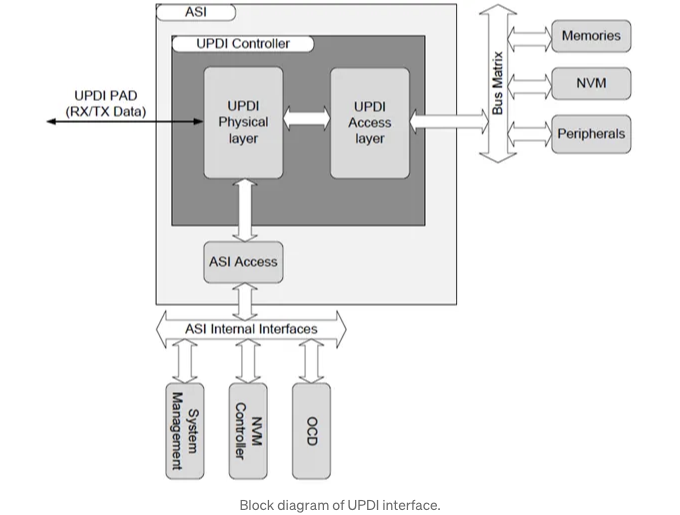 ASI
UPDI Controller
UPDI PAD
(RX/TX Data)
UPDI
Physical
layer
UPDI
Access
layer
Bus Matrix
Memories
NVM
Peripherals
ASI Access
ASI Internal Interfaces
System
Management
NVM
Controller
OCD
Block diagram of UPDI interface.